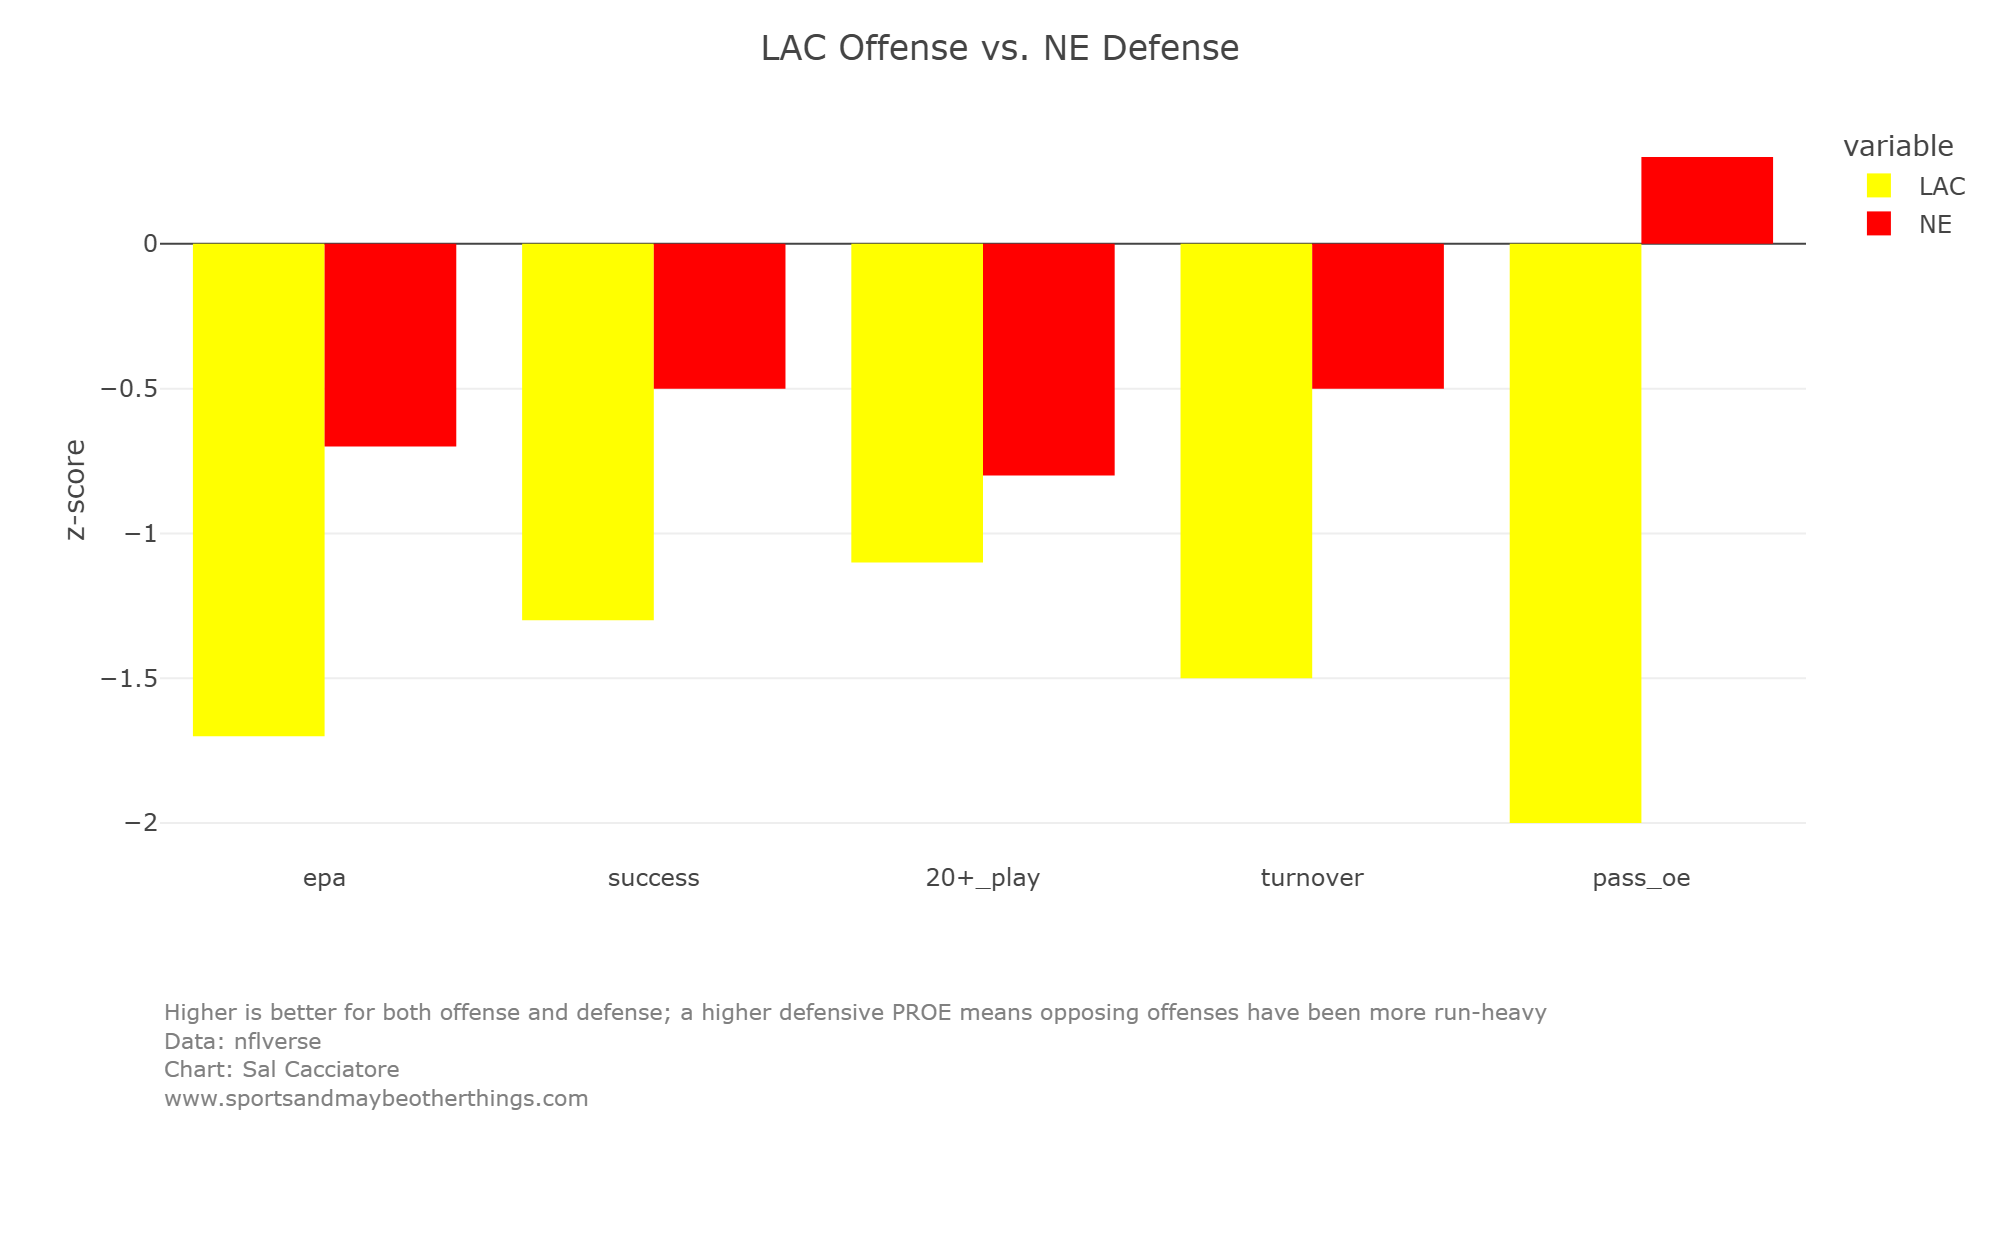 LAC Offense vs. NE Defense
variable
LAC
NE
0
−0.5
−1
−1.5
−2
z-score
epa
success
20+_play
turnover
pass_oe
Higher is better for both offense and defense; a higher defensive PROE means opposing offenses have been more run-heavy
Data: nflverse
Chart: Sal Cacciatore
www.sportsandmaybeotherthings.com